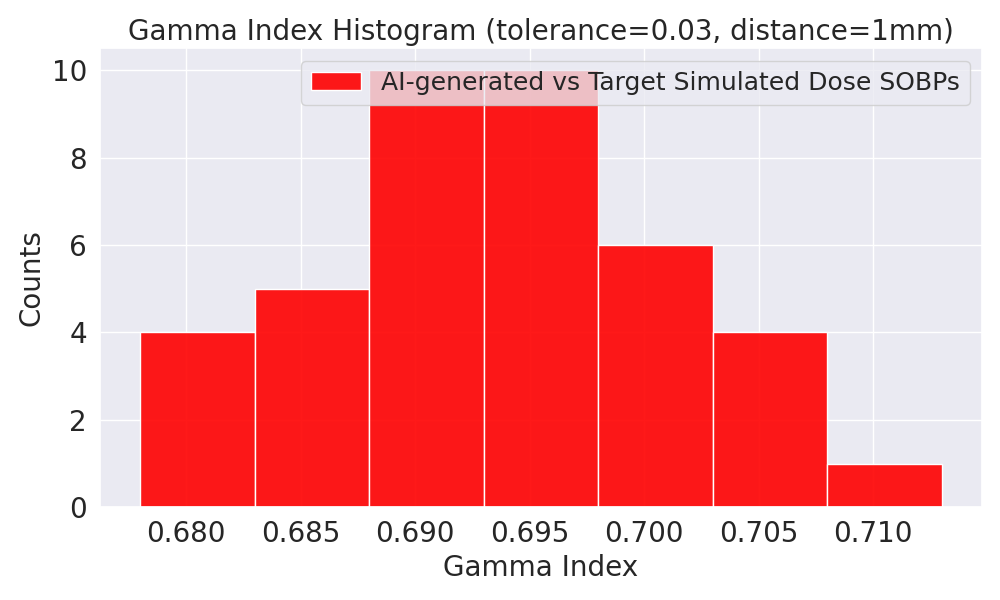 Gamma Index Histogram (tolerance=0.03, distance=1mm)
AI-generated vs Target Simulated Dose SOBPs
10
8
6
4
2
0
Counts
0.680 0.685 0.690 0.695 0.700 0.705 0.710
Gamma Index